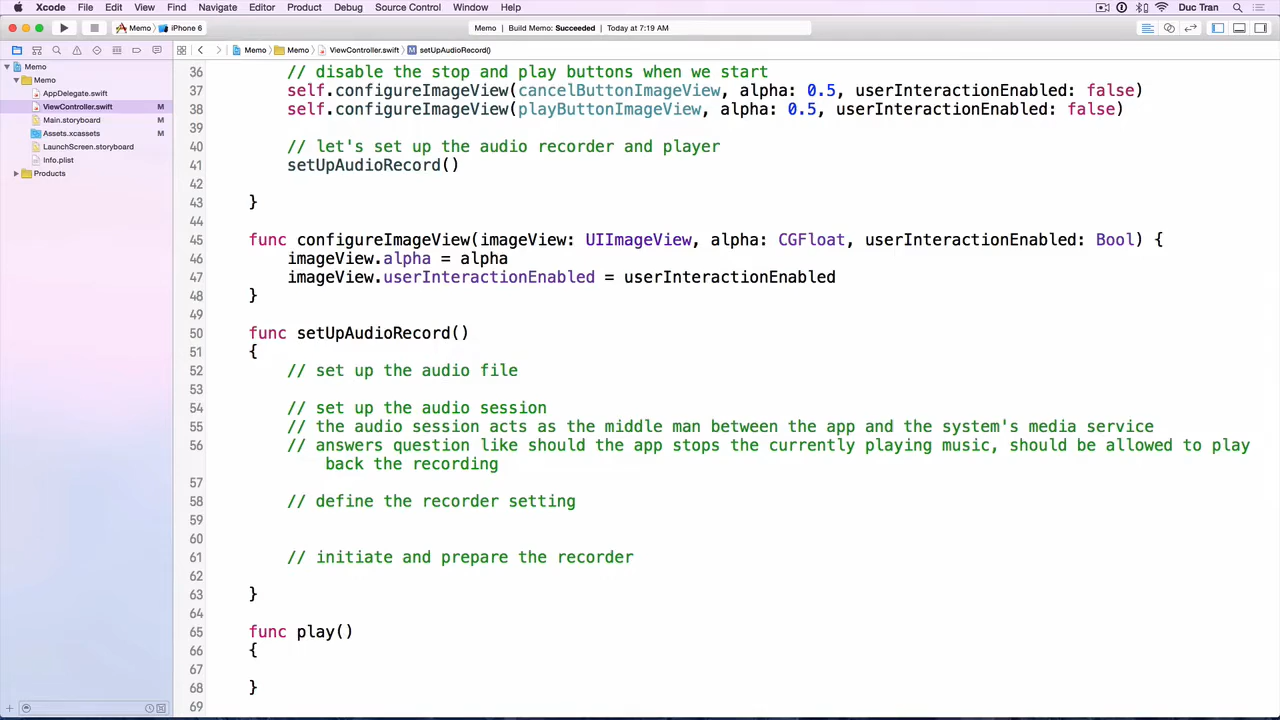 Xcode File Edit View Find Navigate Editor Product Debug Source Control Window Help Duc Tran
Memo iPhone 6 Memo Build Memo: Succeeded Today at 7:19 AM
Memo Memo ViewController.swift M setUpAudioRecord()
Memo
Memo
AppDelegate.swift
ViewController.swift M
Main.storyboard M
Assets.xcassets M
LaunchScreen.storyboard
Info.plist
Products
36 // disable the stop and play buttons when we start
37 self.configureImageView(cancelButtonImageView, alpha: 0.5, userInteractionEnabled: false)
38 self.configureImageView(playButtonImageView, alpha: 0.5, userInteractionEnabled: false)
39
40 // let's set up the audio recorder and player
41 setUpAudioRecord()
42
43 }
44
45 func configureImageView(imageView: UIImageView, alpha: CGFloat, userInteractionEnabled: Bool) {
46 imageView.alpha = alpha
47 imageView.userInteractionEnabled = userInteractionEnabled
48 }
49
50 func setUpAudioRecord()
51 {
52 // set up the audio file
53
54 // set up the audio session
55 // the audio session acts as the middle man between the app and the system's media service
56 // answers question like should the app stops the currently playing music, should be allowed to play
back the recording
57
58 // define the recorder setting
59
60
61 // initiate and prepare the recorder
62
63 }
64
65 func play()
66 {
67
68 }
69